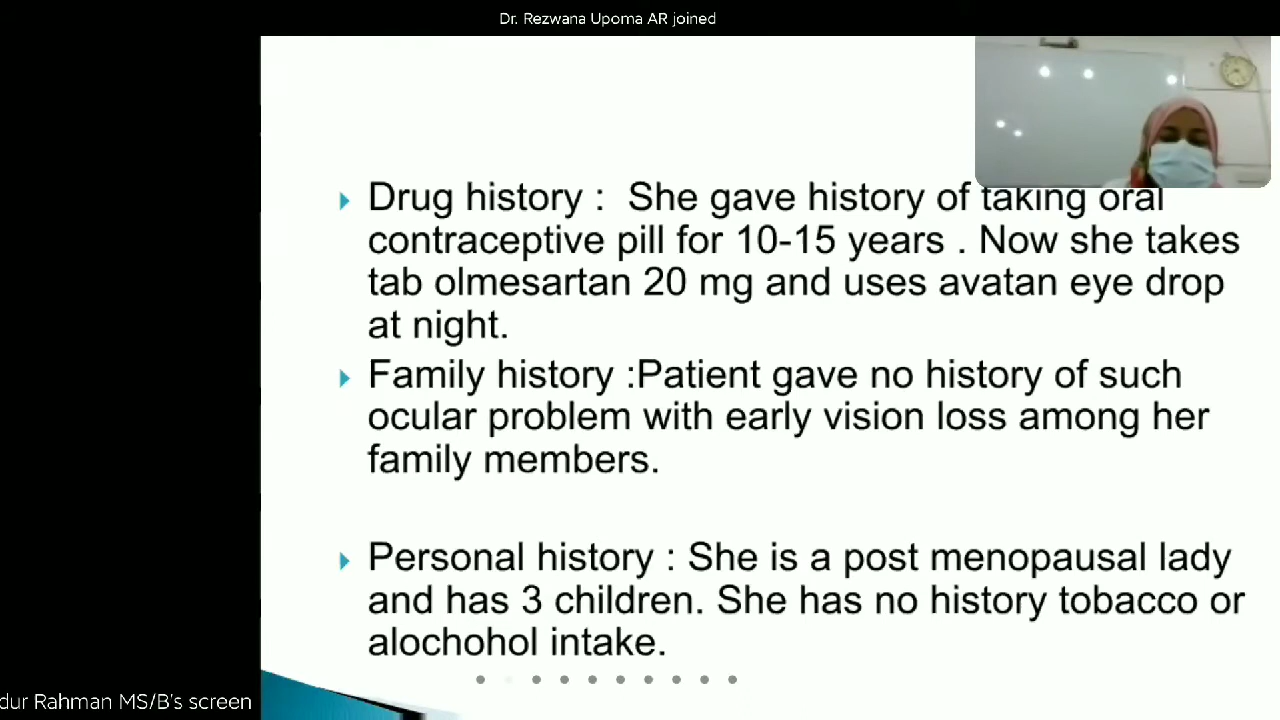 Dr. Rezwana Upoma AR joined
Drug history : She gave history of taking oral
contraceptive pill for 10-15 years . Now she takes
tab olmesartan 20 mg and uses avatan eye drop
at night.
Family history :Patient gave no history of such
ocular problem with early vision loss among her
family members.
Personal history : She is a post menopausal lady
and has 3 children. She has no history tobacco or
alochohol intake.
dur Rahman MS/B's screen